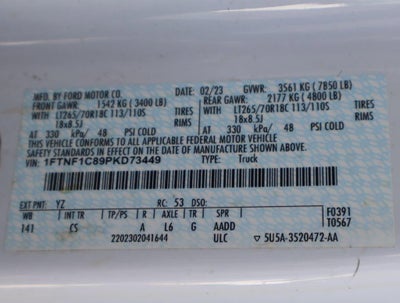 MFD. BY FORD MOTOR CO. 02/23 GVWR: 3561 KG (7850 LB)
FRONT GAWR: 1542 KG (3400 LB) REAR GAWR: 2177 KG (4800 LB)
WITH LT265/70R18C 113/110S TIRES WITH LT265/70R18C 113/110S TIRES
18x8.5J RIMS 18x8.5J RIMS
AT 330 kPa/ 48 PSI COLD AT 330 kPa/ 48 PSI COLD
THIS VEHICLE CONFORMS TO ALL APPLICABLE FEDERAL MOTOR VEHICLE
SAFETY AND THEFT PREVENTION STANDARDS IN EFFECT ON THE DATE OF
VIN: 1FTNF1C89PKD73449 TYPE: Truck
EXT PNT: YZ RC: 53 DSO:
WB INT TR TP/PS R AXLE TR SPR F0391
141 CS A L6 G AADD T0567
2202302041644 ULC 5U5A-3520472-AA